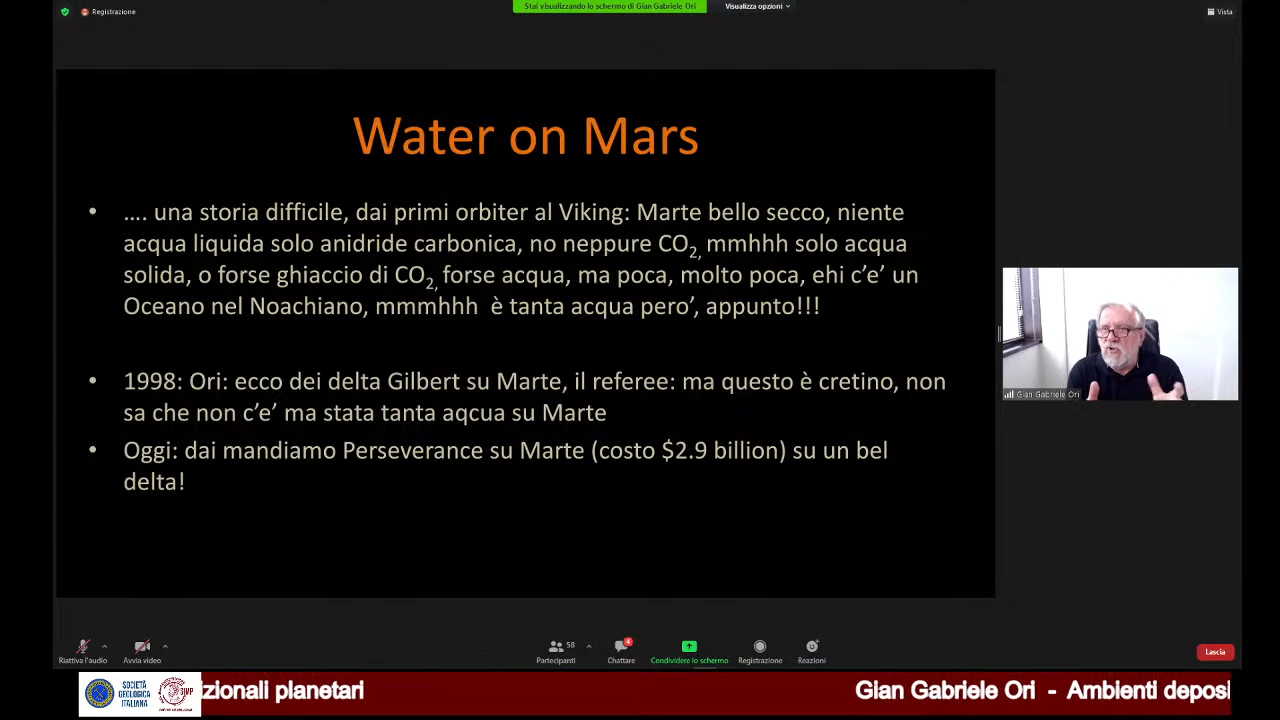 Registrazione
Stai visualizzando lo schermo di Gian Gabriele Ori
Visualizza opzioni
Vista
Water on Mars
• …. una storia difficile, dai primi orbiter al Viking: Marte bello secco, niente
acqua liquida solo anidride carbonica, no neppure CO2, mmhhh solo acqua
solida, o forse ghiaccio di CO2, forse acqua, ma poca, molto poca, ehi c’e’ un
Oceano nel Noachiano, mmmhhh è tanta acqua pero’, appunto!!!
• 1998: Ori: ecco dei delta Gilbert su Marte, il referee: ma questo è cretino, non
sa che non c’e’ ma stata tanta aqcua su Marte
• Oggi: dai mandiamo Perseverance su Marte (costo $2.9 billion) su un bel
delta!
Gian Gabriele Ori
Riattiva l'audio
Avvia video
58
Partecipanti
4
Chattare
Condividere lo schermo
Registrazione
Reazioni
Lascia
SOCIETÀ
GEOLOGICA
ITALIANA
zionali planetari
Gian Gabriele Ori - Ambienti deposi